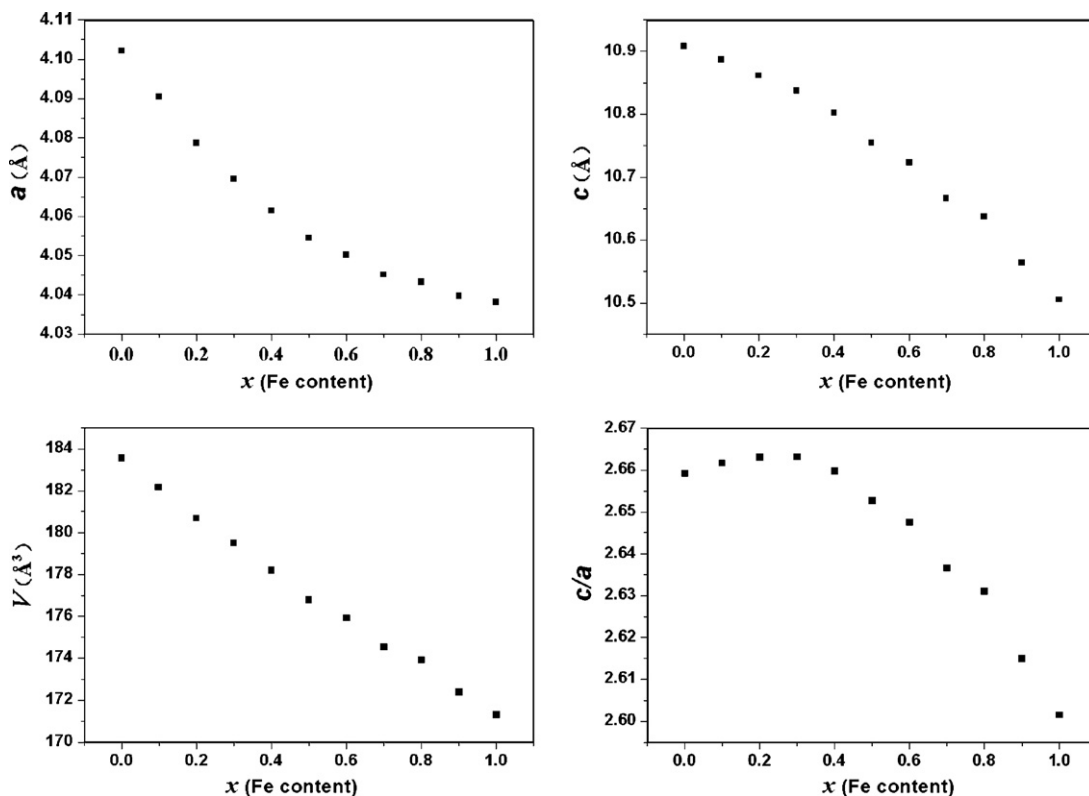 4.11
4.10
4.09
4.08
4.07
4.06
4.05
4.04
4.03
a (Å)
0.0 0.2 0.4 0.6 0.8 1.0
x (Fe content)
10.9
10.8
10.7
10.6
10.5
c (Å)
0.0 0.2 0.4 0.6 0.8 1.0
x (Fe content)
184
182
180
178
176
174
172
170
V (Å³)
0.0 0.2 0.4 0.6 0.8 1.0
x (Fe content)
2.67
2.66
2.65
2.64
2.63
2.62
2.61
2.60
c/a
0.0 0.2 0.4 0.6 0.8 1.0
x (Fe content)